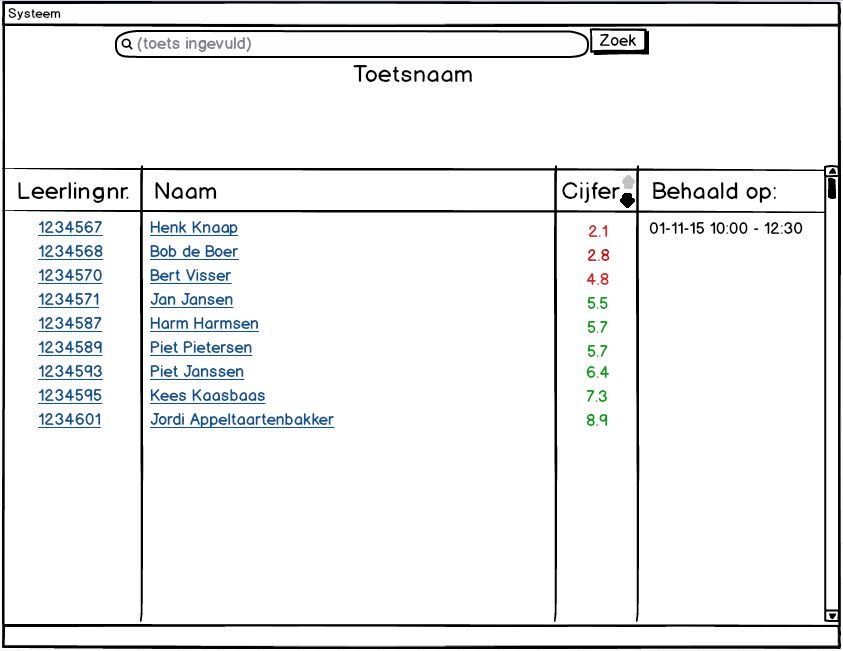 Systeem
(toets ingevuld) Zoek
Toetsnaam
Leerlingnr. Naam Cijfer Behaald op:
1234567 Henk Knaap 2.1 01-11-15 10:00 - 12:30
1234568 Bob de Boer 2.8
1234570 Bert Visser 4.8
1234571 Jan Jansen 5.5
1234587 Harm Harmsen 5.7
1234589 Piet Pietersen 5.7
1234593 Piet Janssen 6.4
1234595 Kees Kaasbaas 7.3
1234601 Jordi Appeltaartenbakker 8.9